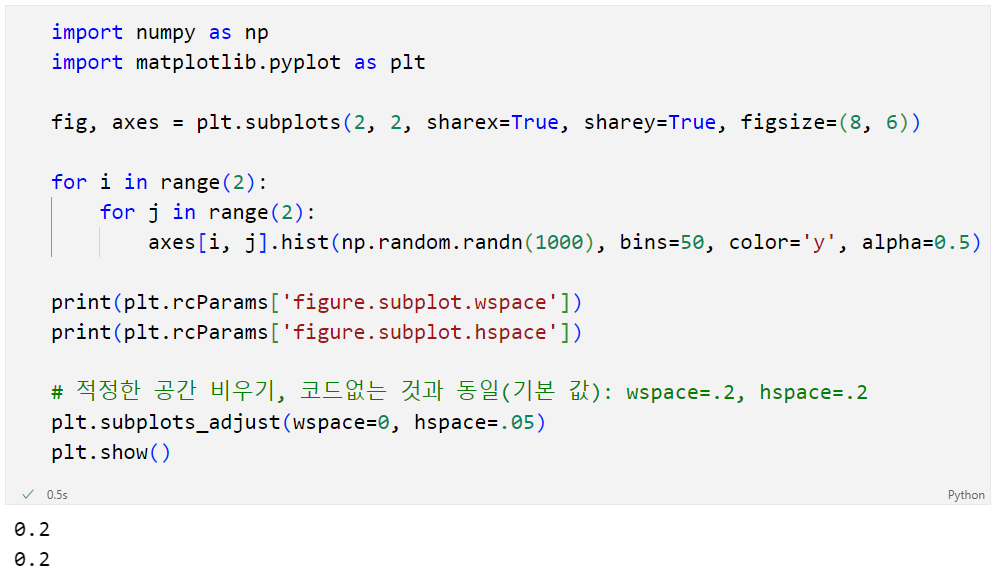 import numpy as np
import matplotlib.pyplot as plt

fig, axes = plt.subplots(2, 2, sharex=True, sharey=True, figsize=(8, 6))

for i in range(2):
    for j in range(2):
        axes[i, j].hist(np.random.randn(1000), bins=50, color='y', alpha=0.5)

print(plt.rcParams['figure.subplot.wspace'])
print(plt.rcParams['figure.subplot.hspace'])

# 적정한 공간 비우기, 코드없는 것과 동일(기본 값): wspace=.2, hspace=.2
plt.subplots_adjust(wspace=0, hspace=.05)
plt.show()
0.5s Python
0.2
0.2